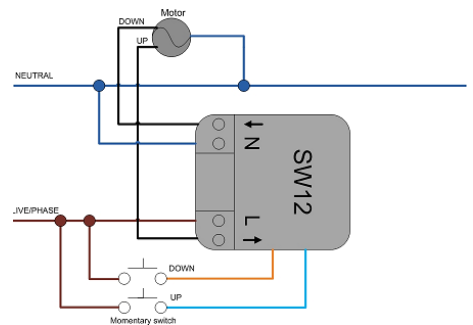 Motor
DOWN
UP
NEUTRAL
N
SW12
LIVE/PHASE
L
DOWN
UP
Momentary switch